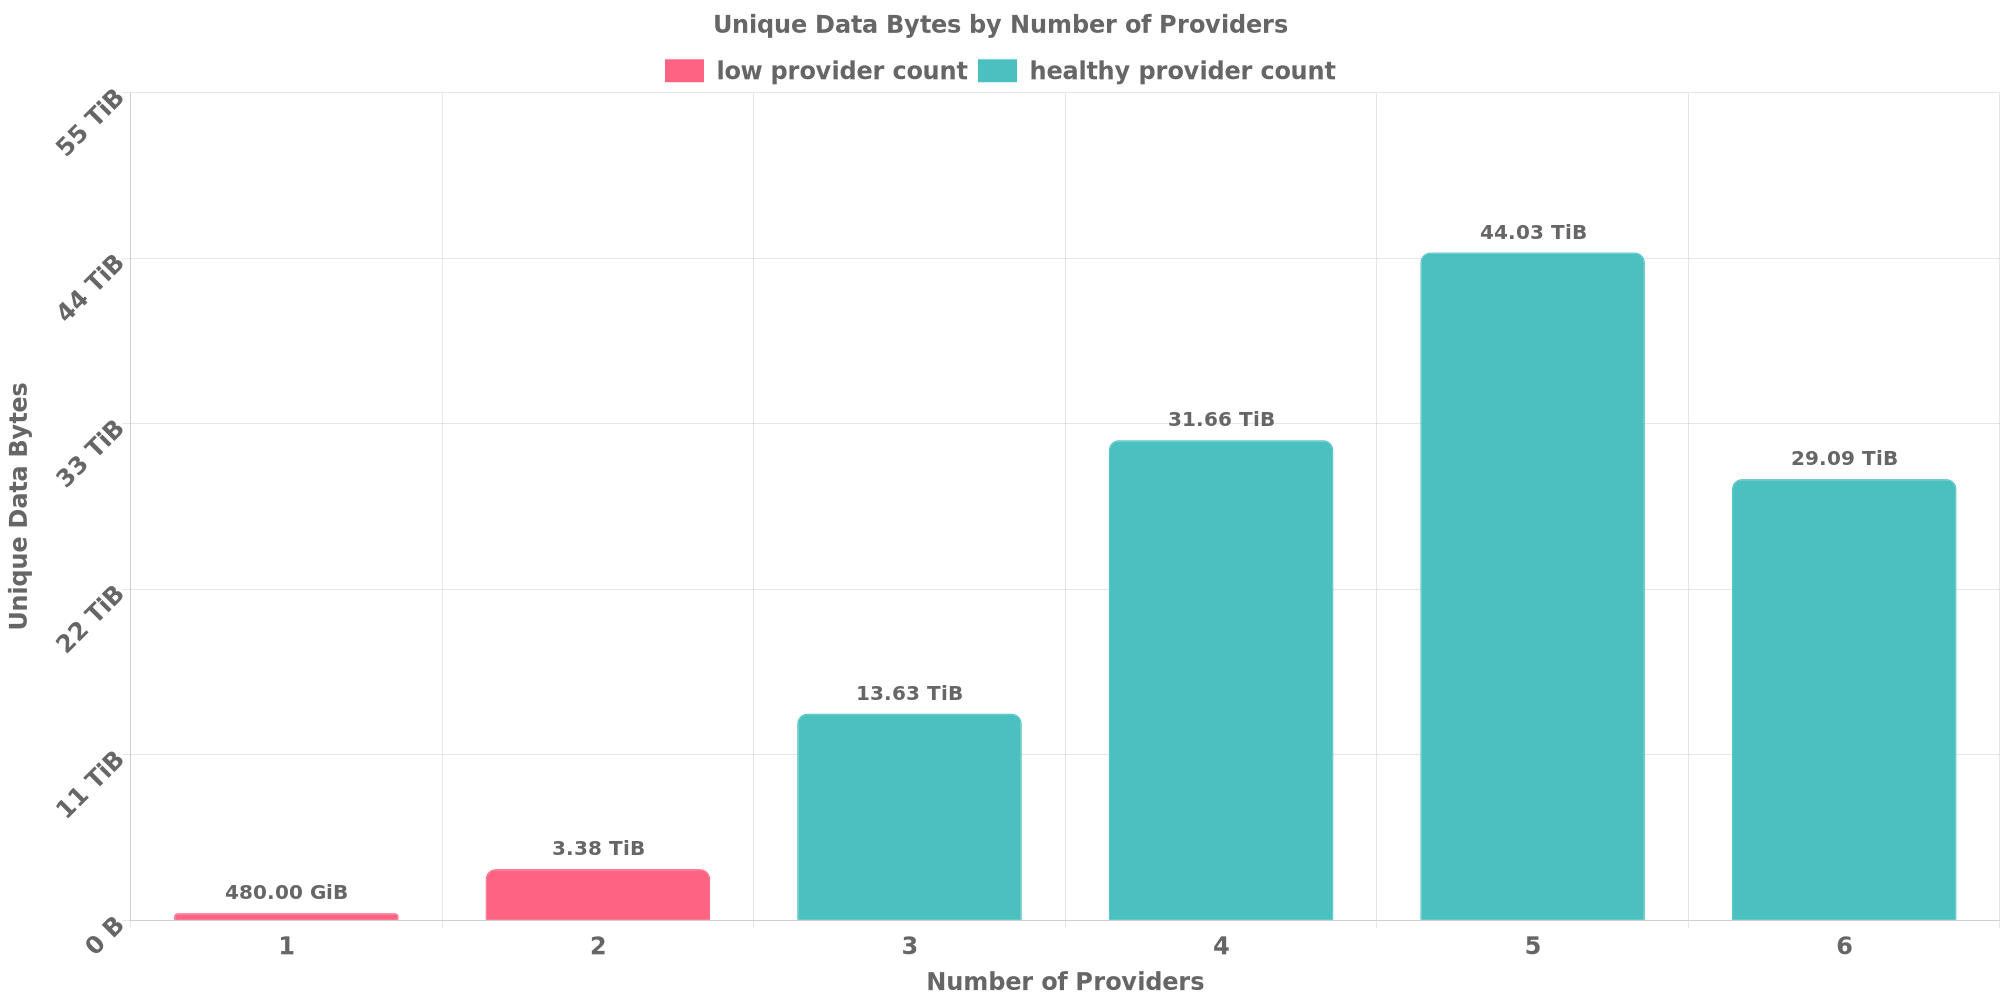 Unique Data Bytes by Number of Providers
low provider count healthy provider count
55 TiB
44 TiB
33 TiB
22 TiB
11 TiB
0 B
Unique Data Bytes
480.00 GiB
3.38 TiB
13.63 TiB
31.66 TiB
44.03 TiB
29.09 TiB
1 2 3 4 5 6
Number of Providers